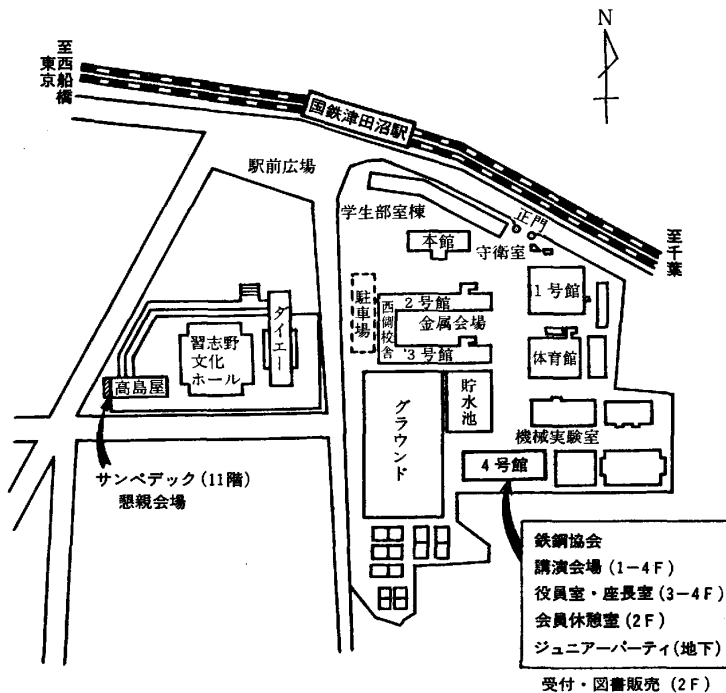 N
至西船橋
東京
国鉄津田沼駅
駅前広場
学生部室棟
正門
至千葉
本館
守衛室
1号館
駐車場
西側校舎
2号館
金属会場
3号館
ダイエー
習志野
文化
ホール
体育館
高島屋
グラウンド
貯水池
機械実験室
4号館
サンペデック(11階)
懇親会場
鉄鋼協会
講演会場(1-4F)
役員室・座長室(3-4F)
会員休憩室(2F)
ジュニアーパーティ(地下)
受付・図書販売(2F)